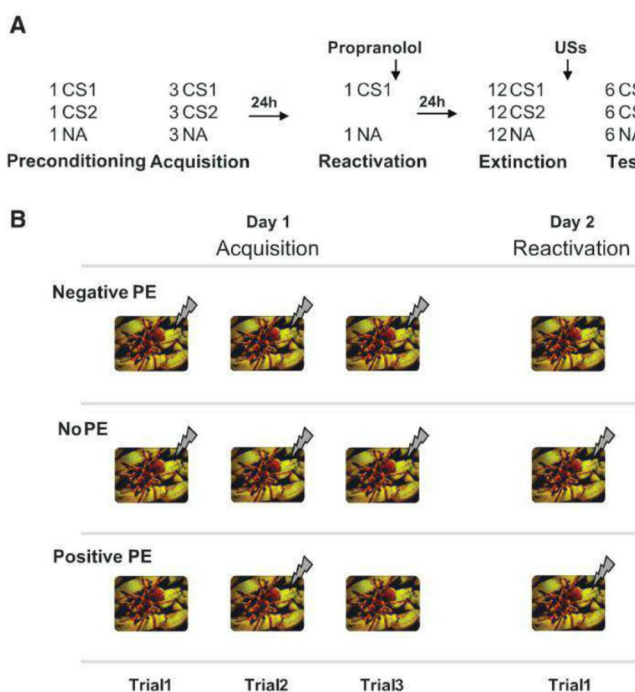 A
Propranolol
USs
1 CS1
3 CS1
1 CS1
12 CS1
1 CS2
3 CS2
24h
24h
12 CS2
1 NA
3 NA
1 NA
12 NA
6 NA
Preconditioning Acquisition
Reactivation
Extinction
B
Day 1
Day 2
Acquisition
Reactivation
Negative PE
No PE
Positive PE
Trial1
Trial2
Trial3
Trial1